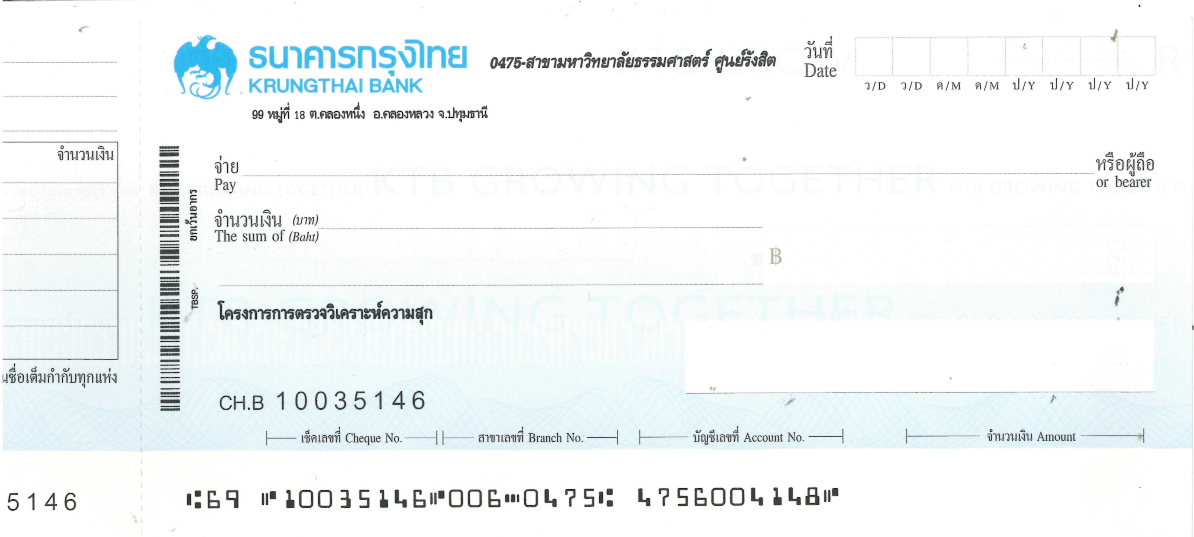 ธนาคารกรุงไทย
KRUNGTHAI BANK
0475-สาขามหาวิทยาลัยธรรมศาสตร์ ศูนย์รังสิต
99 หมู่ที่ 18 ต.คลองหนึ่ง อ.คลองหลวง จ.ปทุมธานี
วันที่
Date
ว/D ว/D ด/M ด/M ป/Y ป/Y ป/Y ป/Y
จำนวนเงิน
จ่าย
Pay
หรือผู้ถือ
or bearer
KTB GROWING TOGETHER
ยกเว้นอากร
จำนวนเงิน (บาท)
The sum of (Baht)
฿
TBSP.
โครงการการตรวจวิเคราะห์ความสุก
GROWING TOGETHER
นชื่อเต็มกำกับทุกแห่ง
CH.B 10035146
เช็คเลขที่ Cheque No.
สาขาเลขที่ Branch No.
บัญชีเลขที่ Account No.
จำนวนเงิน Amount
5146
⑆69 ⑈10035146⑈006⑉0475⑆ 4756004148⑈